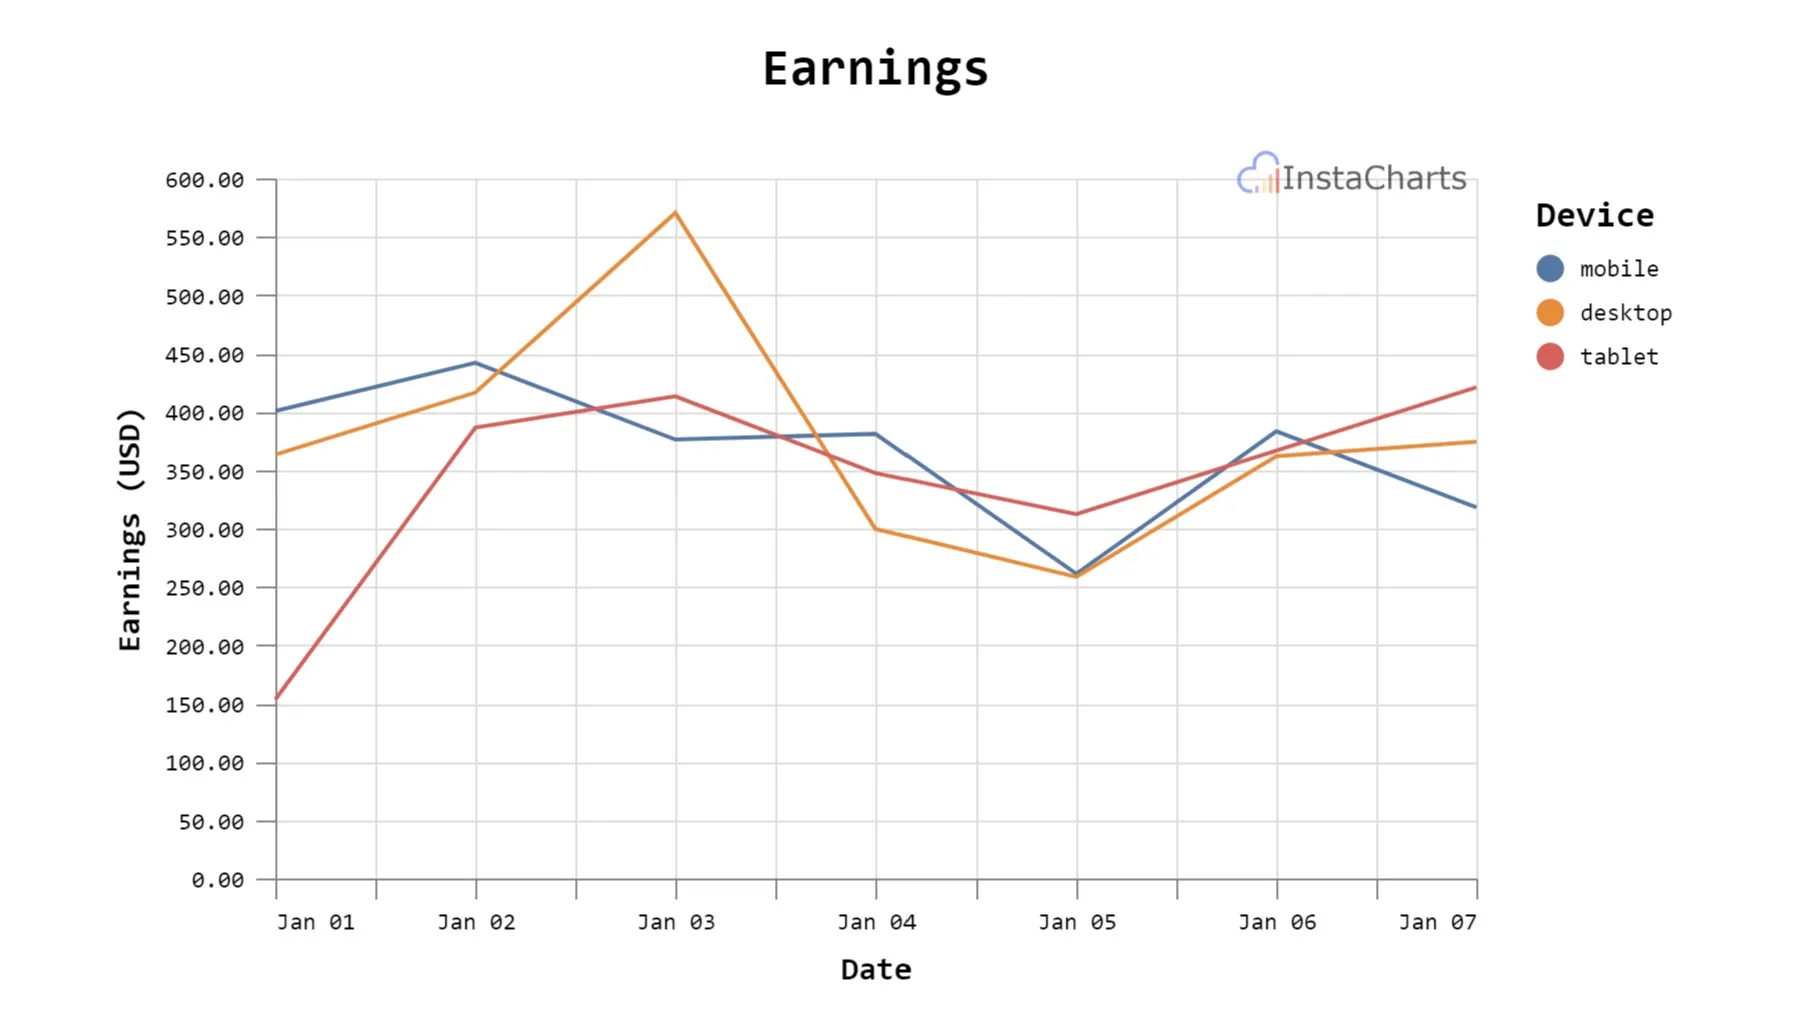 Earnings
InstaCharts
600.00
550.00
500.00
450.00
400.00
350.00
300.00
250.00
200.00
150.00
100.00
50.00
0.00
Earnings (USD)
Jan 01 Jan 02 Jan 03 Jan 04 Jan 05 Jan 06 Jan 07
Date
Device
mobile
desktop
tablet